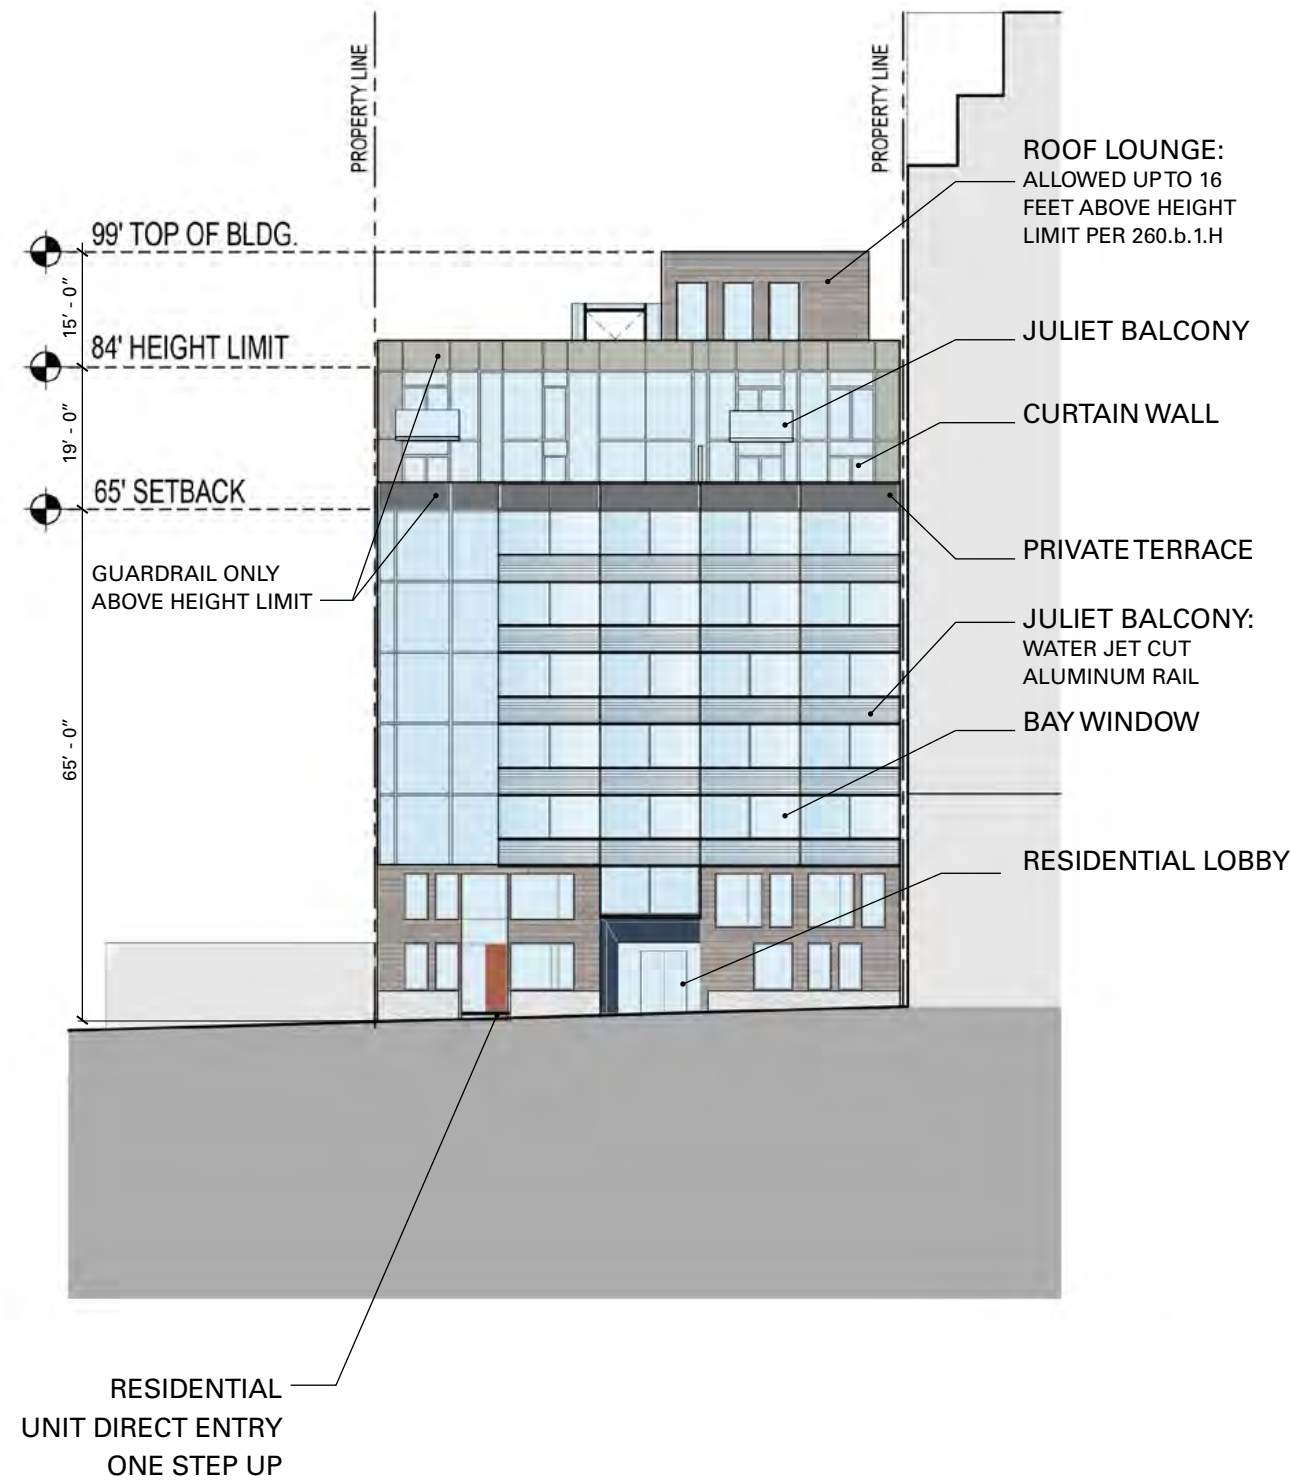 PROPERTY LINE
PROPERTY LINE
ROOF LOUNGE:
ALLOWED UP TO 16
FEET ABOVE HEIGHT
LIMIT PER 260.b.1.H
99' TOP OF BLDG.
15' - 0"
84' HEIGHT LIMIT
JULIET BALCONY
CURTAIN WALL
19' - 0"
65' SETBACK
PRIVATE TERRACE
GUARDRAIL ONLY
ABOVE HEIGHT LIMIT
JULIET BALCONY:
WATER JET CUT
ALUMINUM RAIL
BAY WINDOW
65' - 0"
RESIDENTIAL LOBBY
RESIDENTIAL
UNIT DIRECT ENTRY
ONE STEP UP